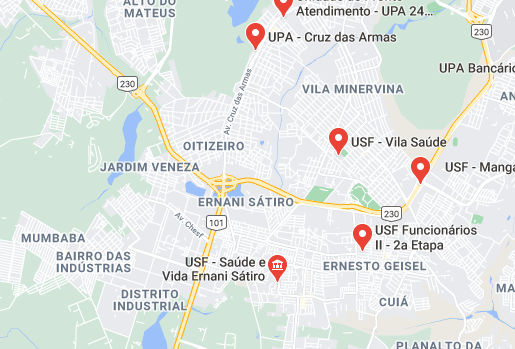 ALTO DO
MATEUS
Atendimento - UPA 24...
UPA - Cruz das Armas
230
230
UPA Bancário
VILA MINERVINA
Av. Cruz das Armas
OITIZEIRO
USF - Vila Saúde
JARDIM VENEZA
USF - Manga
ERNANI SÁTIRO
101
230
Av. Chesf
USF Funcionários
II - 2a Etapa
MUMBABA
BAIRRO DAS
INDÚSTRIAS
USF - Saúde e
Vida Ernani Sátiro
ERNESTO GEISEL
DISTRITO
INDUSTRIAL
CUIÁ
PLANALTO DA